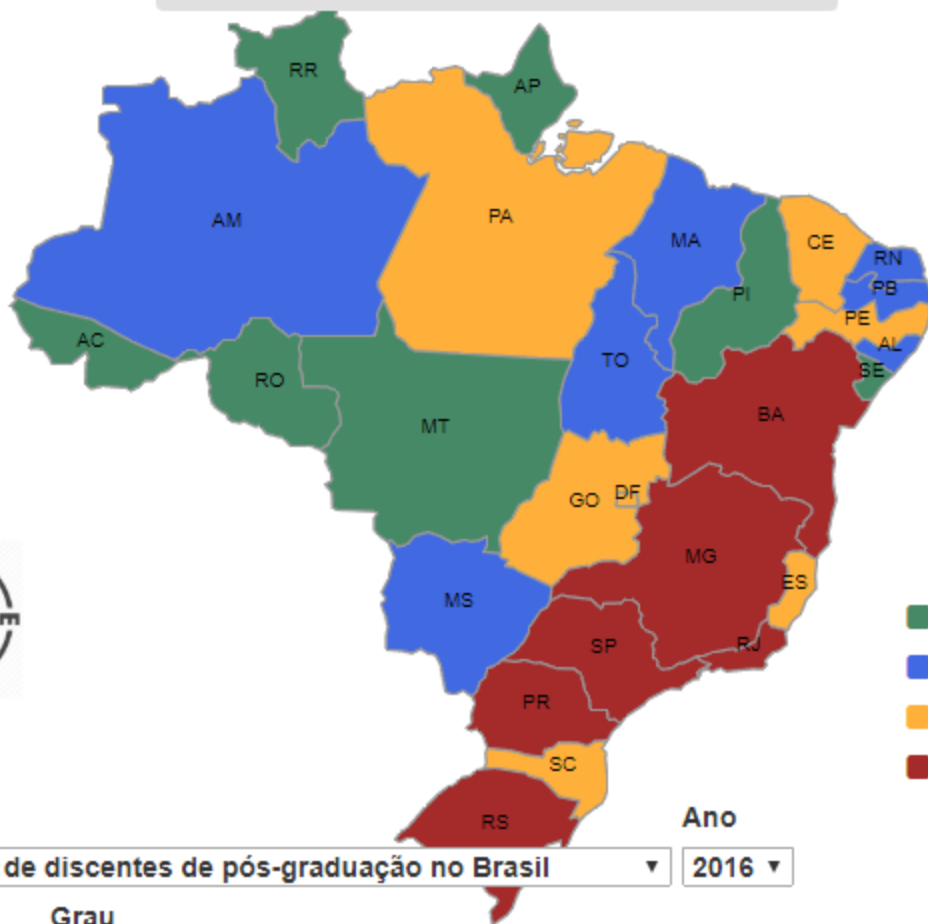 RR
AP
AM
PA
MA
CE
RN
PB
PI
PE
AL
SE
AC
RO
TO
MT
BA
GO
DF
MG
ES
MS
SP
RJ
PR
SC
RS
Ano
de discentes de pós-graduação no Brasil
2016
Grau